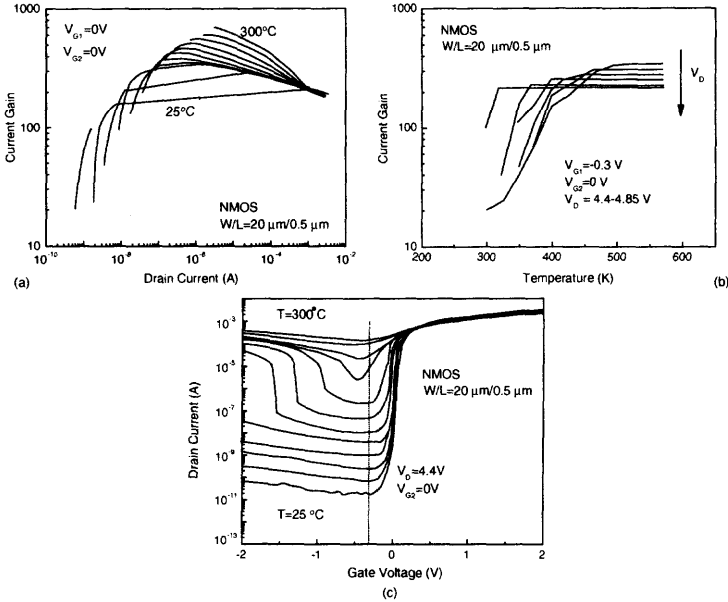 1000
100
10
Current Gain
V_G1=0V
V_G2=0V
300°C
25°C
NMOS
W/L=20 µm/0.5 µm
10^-10 10^-8 10^-6 10^-4 10^-2
Drain Current (A)
(a)
1000
100
10
Current Gain
NMOS
W/L=20 µm/0.5 µm
V_D
V_G1=-0.3 V
V_G2=0 V
V_D = 4.4-4.85 V
200 300 400 500 600
Temperature (K)
(b)
10^-3
10^-5
10^-7
10^-9
10^-11
10^-13
Drain Current (A)
T=300°C
NMOS
W/L=20 µm/0.5 µm
V_D=4.4V
V_G2=0V
T=25 °C
-2 -1 0 1 2
Gate Voltage (V)
(c)